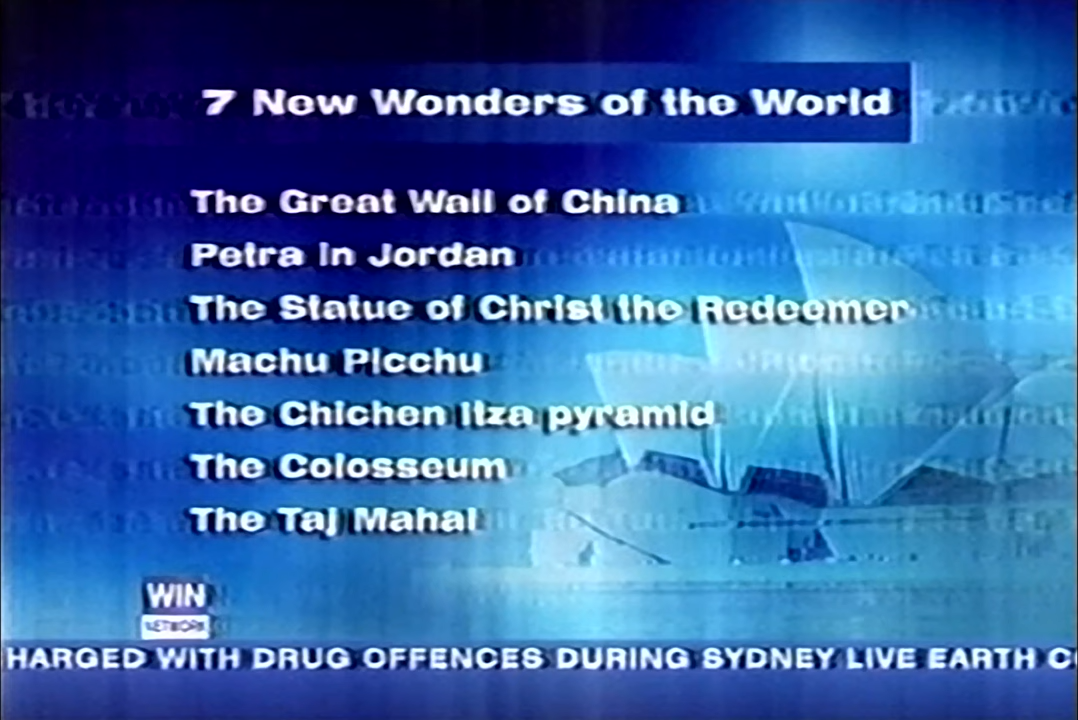 7 New Wonders of the World
The Great Wall of China
Petra in Jordan
The Statue of Christ the Redeemer
Machu Picchu
The Chichen Itza pyramid
The Colosseum
The Taj Mahal
WIN
NETWORK
HARGED WITH DRUG OFFENCES DURING SYDNEY LIVE EARTH C